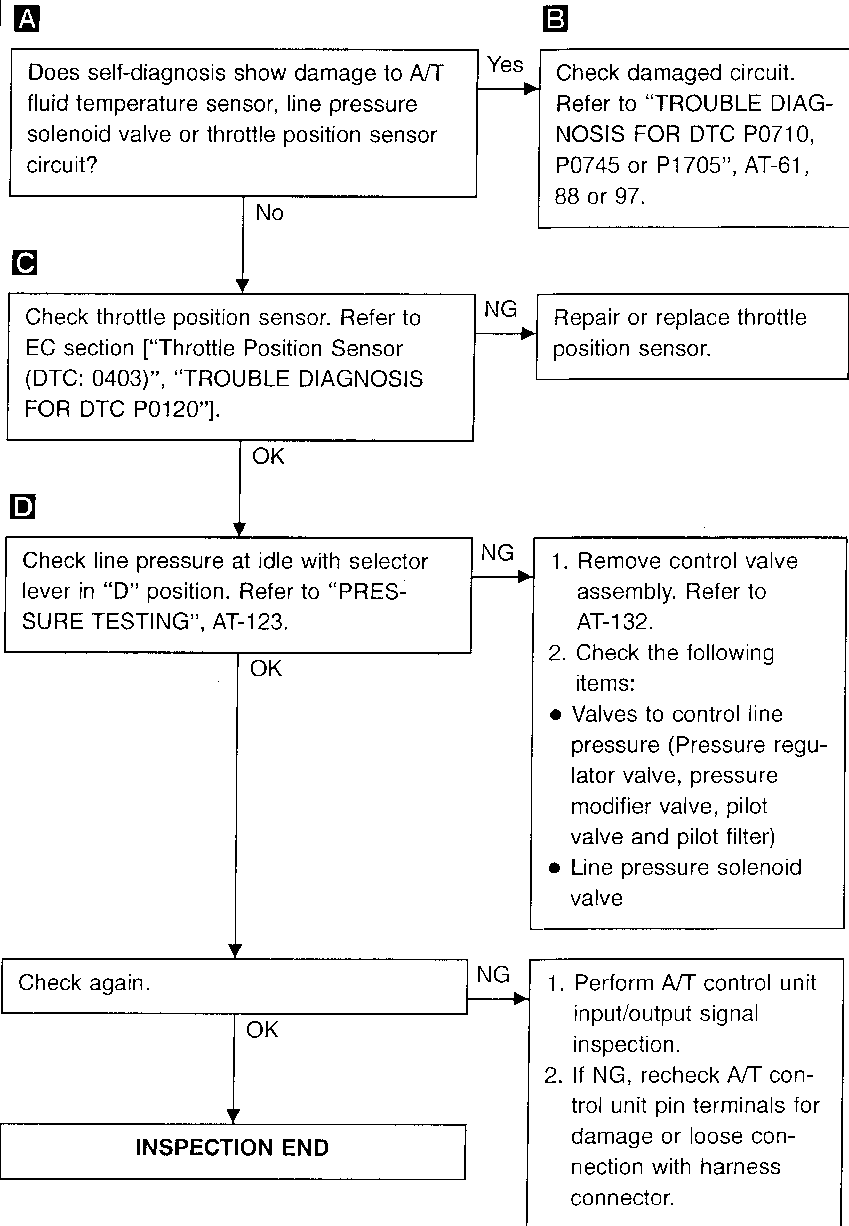 A
Does self-diagnosis show damage to A/T
fluid temperature sensor, line pressure
solenoid valve or throttle position sensor
circuit?
Yes
B
Check damaged circuit.
Refer to “TROUBLE DIAG-
NOSIS FOR DTC P0710,
P0745 or P1705”, AT-61,
88 or 97.
No
C
Check throttle position sensor. Refer to
EC section [“Throttle Position Sensor
(DTC: 0403)”, “TROUBLE DIAGNOSIS
FOR DTC P0120”].
NG
Repair or replace throttle
position sensor.
OK
D
Check line pressure at idle with selector
lever in “D” position. Refer to “PRES-
SURE TESTING”, AT-123.
NG
1. Remove control valve
assembly. Refer to
AT-132.
2. Check the following
items:
● Valves to control line
pressure (Pressure regu-
lator valve, pressure
modifier valve, pilot
valve and pilot filter)
● Line pressure solenoid
valve
OK
Check again.
NG
1. Perform A/T control unit
input/output signal
inspection.
2. If NG, recheck A/T con-
trol unit pin terminals for
damage or loose con-
nection with harness
connector.
OK
INSPECTION END